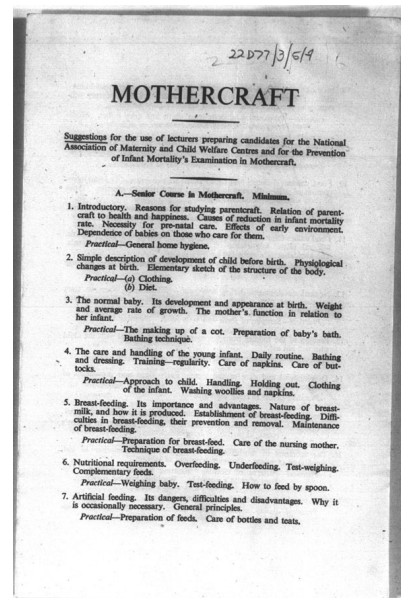 22D77/3/5/9
MOTHERCRAFT
Suggestions for the use of lecturers preparing candidates for the National
Association of Maternity and Child Welfare Centres and for the Prevention
of Infant Mortality's Examination in Mothercraft.
A.—Senior Course in Mothercraft. Minimum.
1. Introductory. Reasons for studying parentcraft. Relation of parent-
craft to health and happiness. Causes of reduction in infant mortality
rate. Necessity for pre-natal care. Effects of early environment.
Dependence of babies on those who care for them.
Practical—General home hygiene.
2. Simple description of development of child before birth. Physiological
changes at birth. Elementary sketch of the structure of the body.
Practical—(a) Clothing.
(b) Diet.
3. The normal baby. Its development and appearance at birth. Weight
and average rate of growth. The mother's function in relation to
her infant.
Practical—The making up of a cot. Preparation of baby's bath.
Bathing technique.
4. The care and handling of the young infant. Daily routine. Bathing
and dressing. Training—regularity. Care of napkins. Care of but-
tocks.
Practical—Approach to child. Handling. Holding out. Clothing
of the infant. Washing woollies and napkins.
5. Breast-feeding. Its importance and advantages. Nature of breast-
milk, and how it is produced. Establishment of breast-feeding. Diffi-
culties in breast-feeding, their prevention and removal. Maintenance
of breast-feeding.
Practical—Preparation for breast-feed. Care of the nursing mother.
Technique of breast-feeding.
6. Nutritional requirements. Overfeeding. Underfeeding. Test-weighing.
Complementary feeds.
Practical—Weighing baby. Test-feeding. How to feed by spoon.
7. Artificial feeding. Its dangers, difficulties and disadvantages. Why it
is occasionally necessary. General principles.
Practical—Preparation of feeds. Care of bottles and teats.